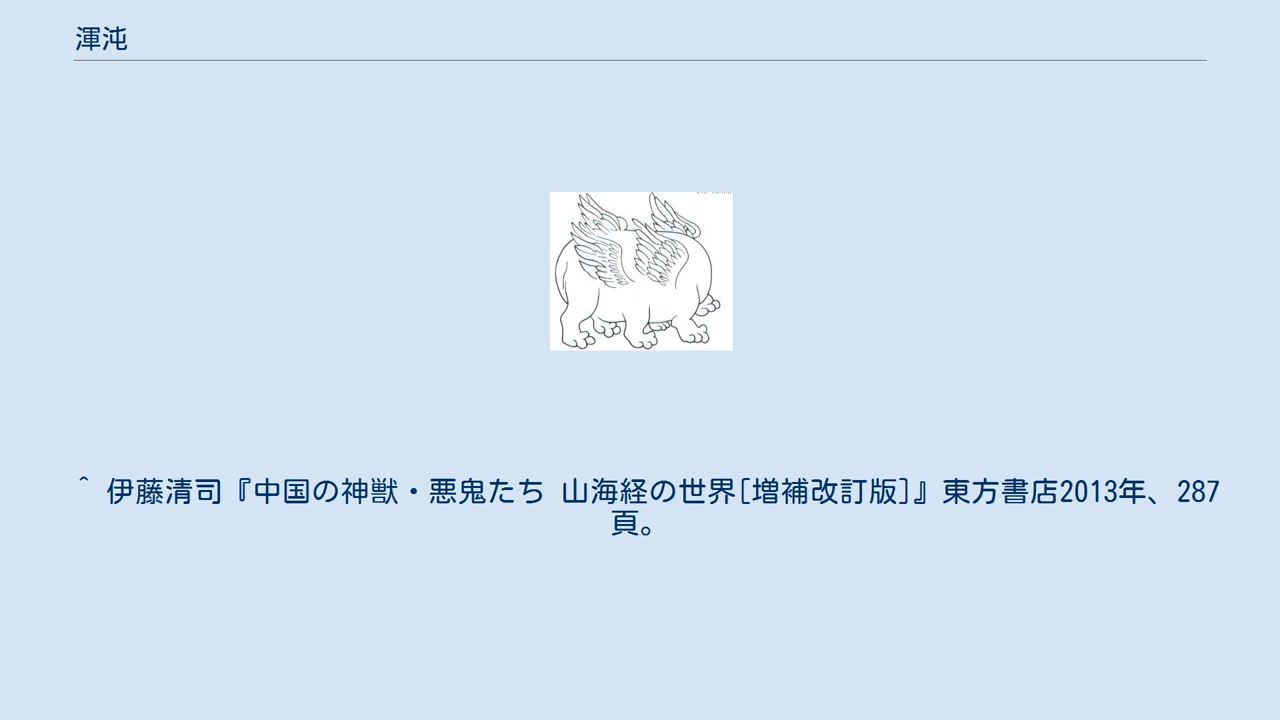 渾沌
^ 伊藤清司『中国の神獣・悪鬼たち 山海経の世界[増補改訂版]』東方書店2013年、287
頁。